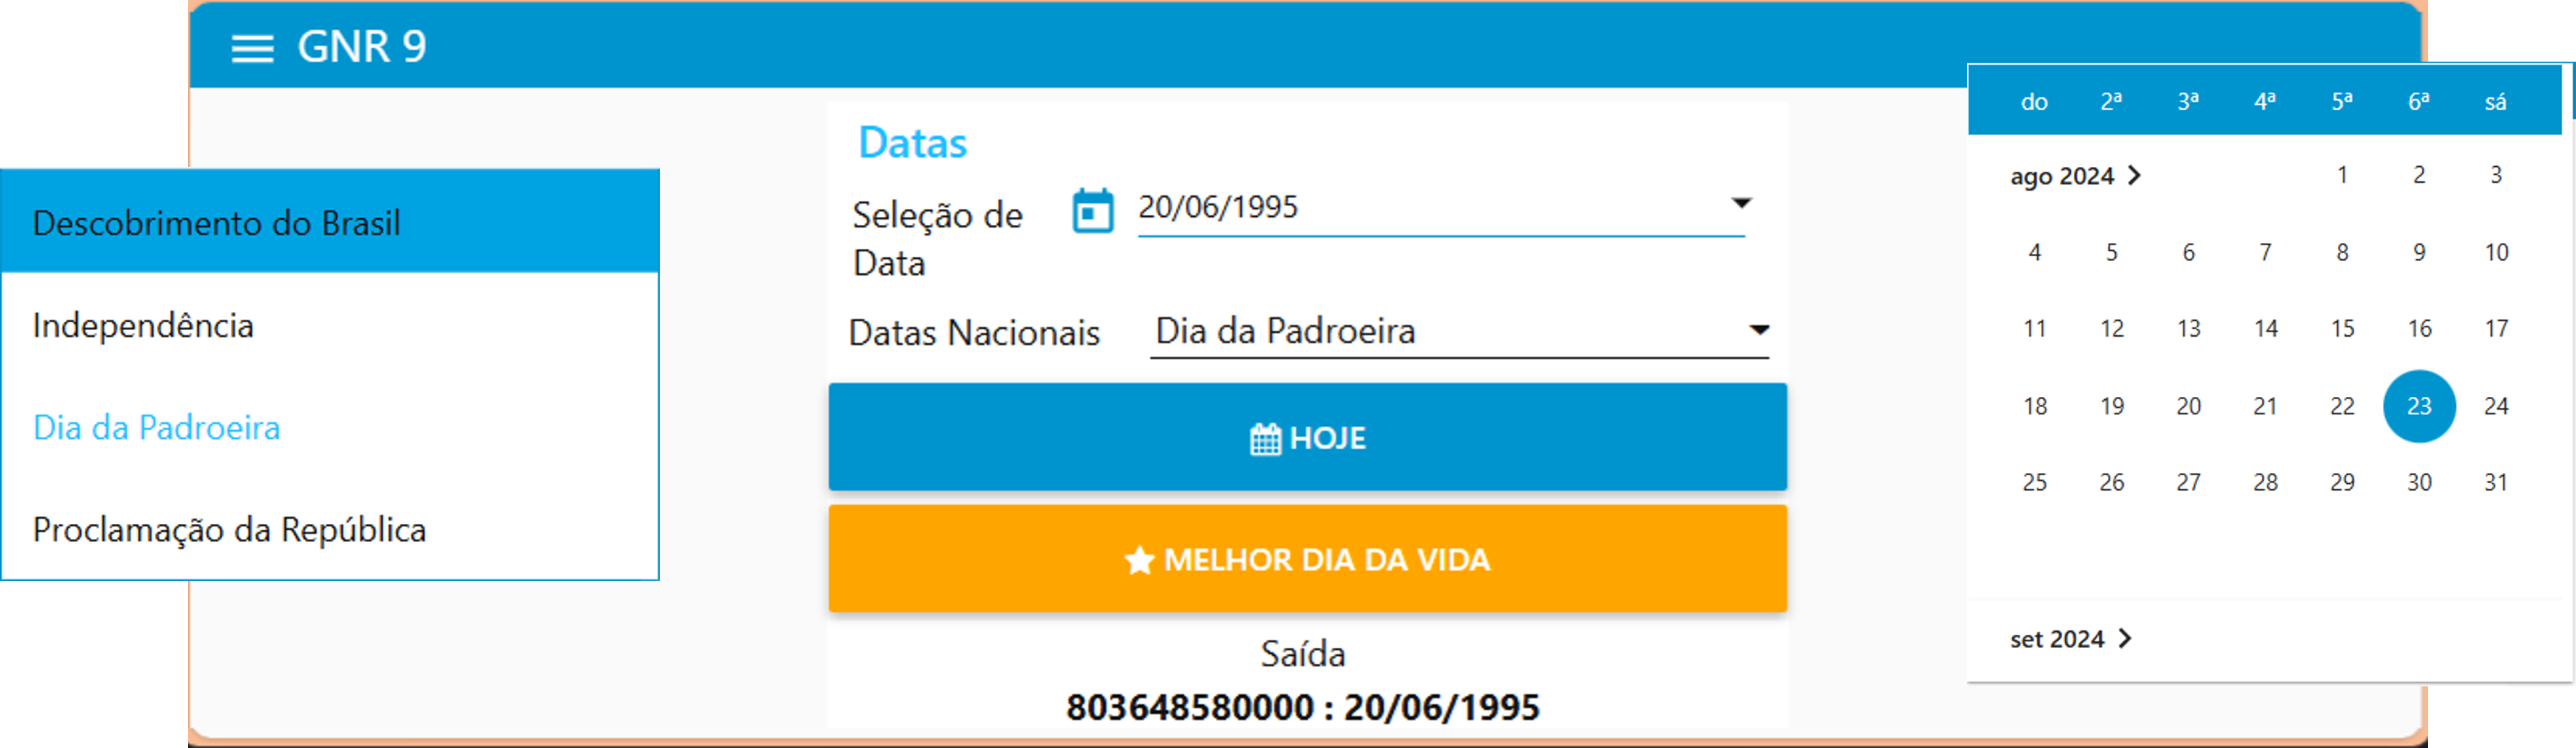 GNR 9
Descobrimento do Brasil
Independência
Dia da Padroeira
Proclamação da República
Datas
Seleção de
Data
20/06/1995
Datas Nacionais
Dia da Padroeira
HOJE
MELHOR DIA DA VIDA
Saída
803648580000 : 20/06/1995
do 2ª 3ª 4ª 5ª 6ª sá
ago 2024 1 2 3
4 5 6 7 8 9 10
11 12 13 14 15 16 17
18 19 20 21 22 23 24
25 26 27 28 29 30 31
set 2024